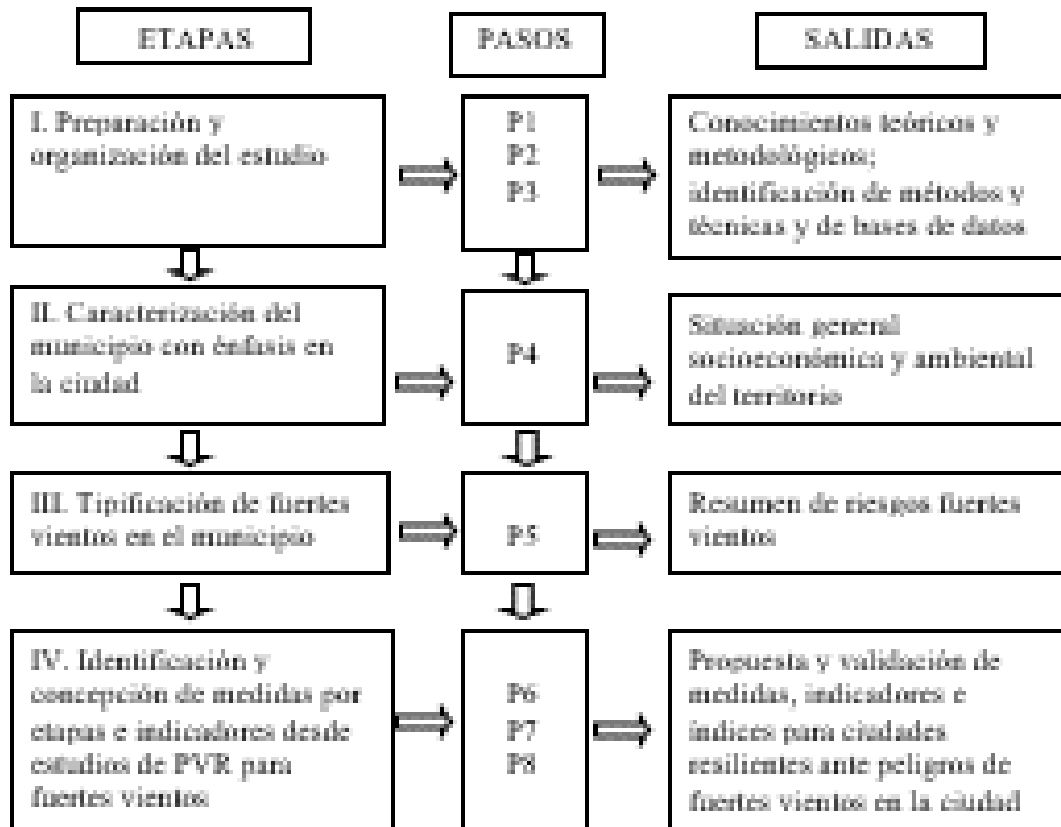 ETAPAS
PASOS
SALIDAS
I. Preparación y
organización del estudio
P1
P2
P3
Conocimientos teóricos y
metodológicos;
identificación de métodos y
técnicas y de bases de datos
II. Caracterización del
municipio con énfasis en
la ciudad
P4
Situación general
socioeconómica y ambiental
del territorio
III. Tipificación de fuertes
vientos en el municipio
P5
Resumen de riesgos fuertes
vientos
IV. Identificación y
concepción de medidas por
etapas e indicadores desde
estudios de PVR para
fuertes vientos
P6
P7
P8
Propuesta y validación de
medidas, indicadores e
índices para ciudades
resilientes ante peligros de
fuertes vientos en la ciudad